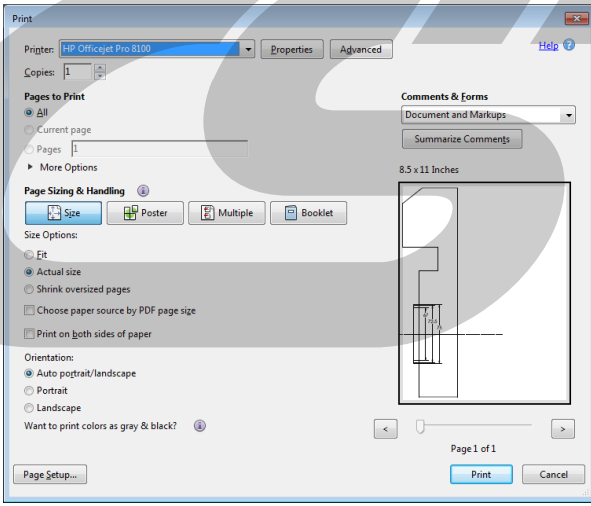 Print
Printer: HP Officejet Pro 8100 Properties Advanced Help
Copies: 1
Pages to Print
All
Current page
Pages 1
More Options
Comments & Forms
Document and Markups
Summarize Comments
8.5 x 11 Inches
Page Sizing & Handling
Size Poster Multiple Booklet
Size Options:
Fit
Actual size
Shrink oversized pages
Choose paper source by PDF page size
Print on both sides of paper
Orientation:
Auto portrait/landscape
Portrait
Landscape
Want to print colors as gray & black?
< >
Page 1 of 1
Page Setup... Print Cancel